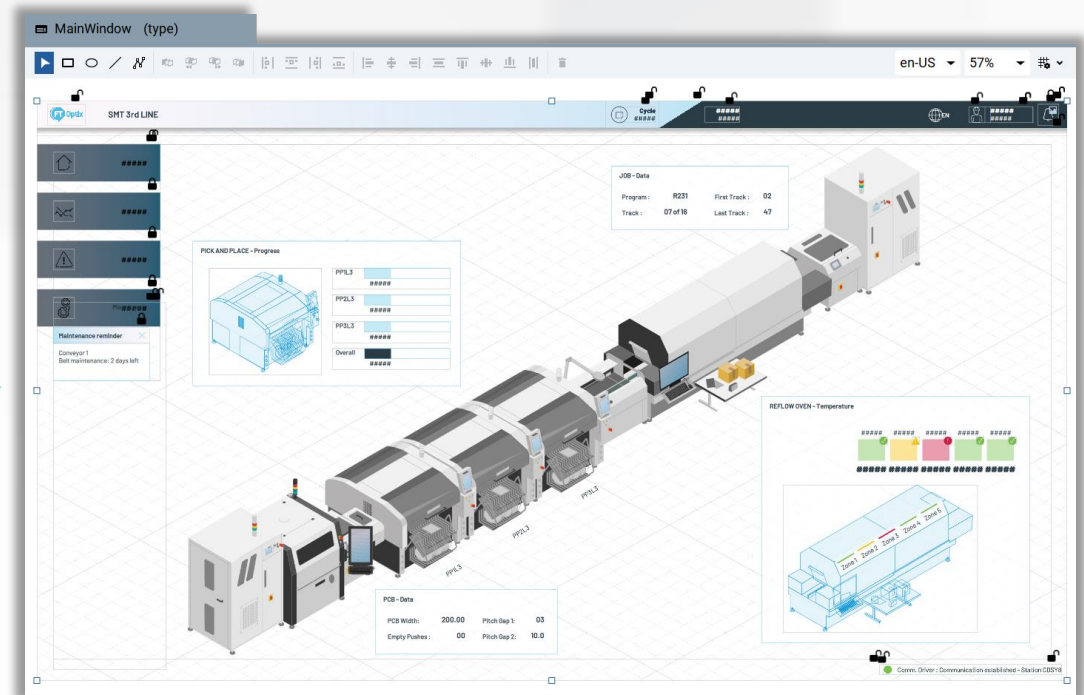 MainWindow (type)
en-US 57%
FT Optix SMT 3rd LINE
Cycle
#####
#####
#####
EN
#####
#####
#####
#####
#####
#####
Maintenance reminder
Conveyor 1
Belt maintenance: 2 days left
PICK AND PLACE - Progress
PP1L3
#####
PP2L3
#####
PP3L3
#####
Overall
#####
JOB - Data
Program : R231 First Track : 02
Track : 07 of 16 Last Track : 47
REFLOW OVEN - Temperature
##### ##### ##### ##### #####
##### ##### ##### ##### #####
Zone 1 Zone 2 Zone 3 Zone 4 Zone 5
PP3L3
PP2L3
PP1L3
PCB - Data
PCB Width: 200.00 Pitch Gap 1: 03
Empty Pushes : 00 Pitch Gap 2: 10.0
Comm. Driver : Communication established - Station COSY8